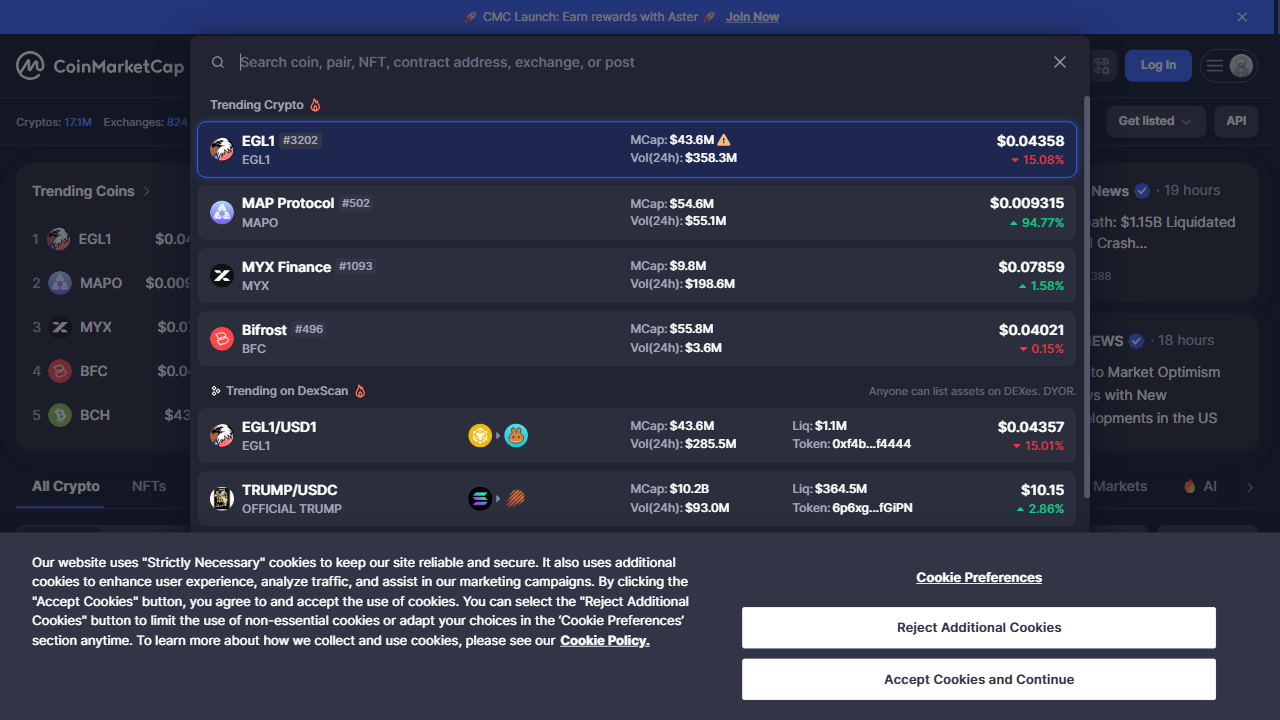 🚀 CMC Launch: Earn rewards with Aster 🚀 Join Now
CoinMarketCap
Search coin, pair, NFT, contract address, exchange, or post
Log In
Cryptos: 17.1M Exchanges: 824
Get listed
API
Trending Crypto
EGL1 #3202
EGL1
MCap: $43.6M
Vol(24h): $358.3M
$0.04358
15.08%
MAP Protocol #502
MAPO
MCap: $54.6M
Vol(24h): $55.1M
$0.009315
94.77%
MYX Finance #1093
MYX
MCap: $9.8M
Vol(24h): $198.6M
$0.07859
1.58%
Bifrost #496
BFC
MCap: $55.8M
Vol(24h): $3.6M
$0.04021
0.15%
Trending on DexScan
Anyone can list assets on DEXes. DYOR.
EGL1/USD1
EGL1
MCap: $43.6M
Vol(24h): $285.5M
Liq: $1.1M
Token: 0xf4b...f4444
$0.04357
15.01%
TRUMP/USDC
OFFICIAL TRUMP
MCap: $10.2B
Vol(24h): $93.0M
Liq: $364.5M
Token: 6p6xg...fGiPN
$10.15
2.86%
Trending Coins
1 EGL1 $0.04
2 MAPO $0.009
3 MYX $0.07
4 BFC $0.04
5 BCH $43
News · 19 hours
ath: $1.15B Liquidated
Crash...
388
EWS · 18 hours
to Market Optimism
s with New
lopments in the US
All Crypto
NFTs
Markets
AI
Our website uses "Strictly Necessary" cookies to keep our site reliable and secure. It also uses additional
cookies to enhance user experience, analyze traffic, and assist in our marketing campaigns. By clicking the
"Accept Cookies" button, you agree to and accept the use of cookies. You can select the "Reject Additional
Cookies" button to limit the use of non-essential cookies or adapt your choices in the ‘Cookie Preferences’
section anytime. To learn more about how we collect and use cookies, please see our Cookie Policy.
Cookie Preferences
Reject Additional Cookies
Accept Cookies and Continue